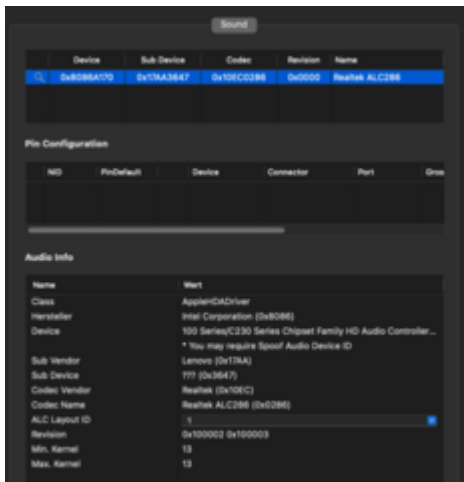 Sound
Device Sub Device Codec Revision Name
0x8086A170 0x17AA3647 0x10EC0286 0x0000 Realtek ALC286
Pin Configuration
NID PinDefault Device Connector Port Gros
Audio Info
Name Wert
Class AppleHDADriver
Hersteller Intel Corporation (0x8086)
Device 100 Series/C230 Series Chipset Family HD Audio Controller...
* You may require Spoof Audio Device ID
Sub Vendor Lenovo (0x17AA)
Sub Device ??? (0x3647)
Codec Vendor Realtek (0x10EC)
Codec Name Realtek ALC286 (0x0286)
ALC Layout ID 1
Revision 0x100002 0x100003
Min. Kernel 13
Max. Kernel 13